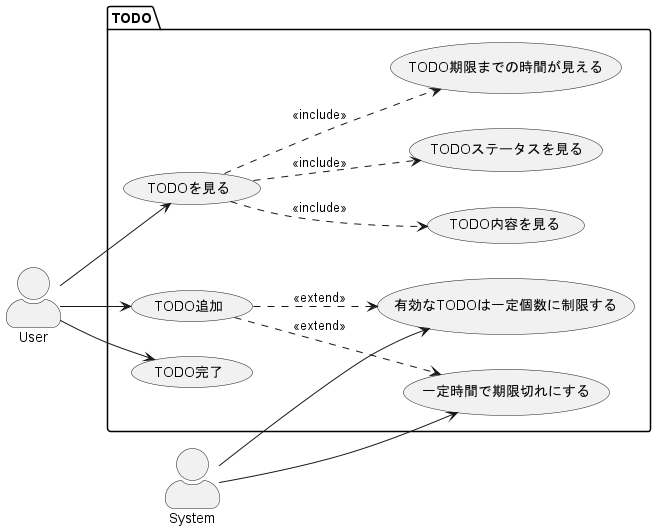 TODO
TODO期限までの時間が見える
«include»
TODOステータスを見る
«include»
TODOを見る
«include»
TODO内容を見る
«extend»
TODO追加
有効なTODOは一定個数に制限する
«extend»
User
TODO完了
一定時間で期限切れにする
System